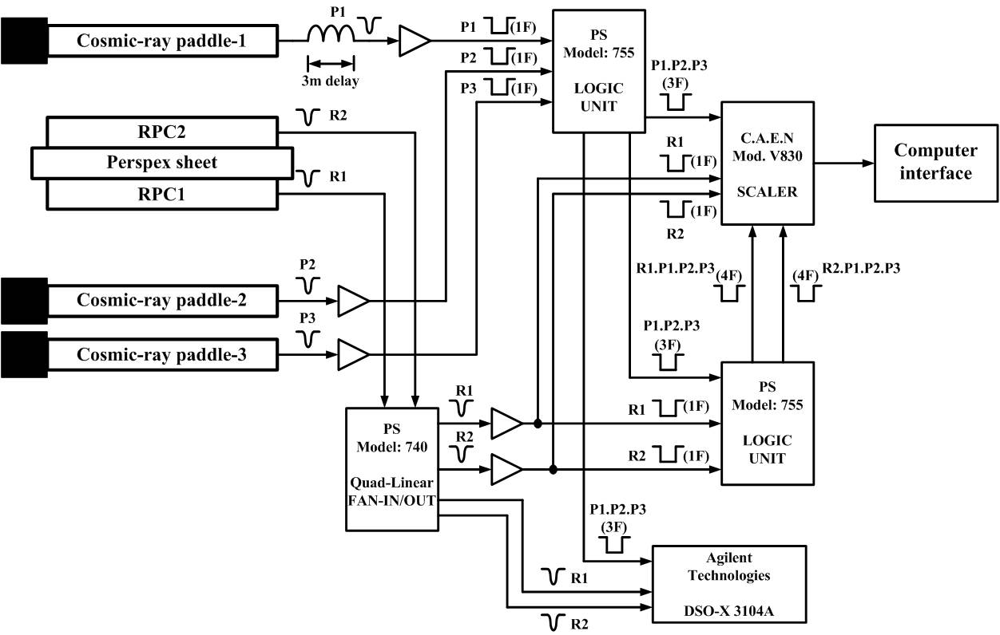 P1
Cosmic-ray paddle-1
3m delay
P1
(1F)
P2
(1F)
P3
(1F)
PS
Model: 755
LOGIC
UNIT
P1.P2.P3
(3F)
R2
RPC2
Perspex sheet
R1
RPC1
R1
(1F)
(1F)
R2
C.A.E.N
Mod. V830
SCALER
Computer
interface
P2
Cosmic-ray paddle-2
P3
Cosmic-ray paddle-3
R1.P1.P2.P3
(4F)
(4F)
R2.P1.P2.P3
P1.P2.P3
(3F)
R1
R2
PS
Model: 740
Quad-Linear
FAN-IN/OUT
R1
(1F)
R2
(1F)
PS
Model: 755
LOGIC
UNIT
P1.P2.P3
(3F)
R1
R2
Agilent
Technologies
DSO-X 3104A